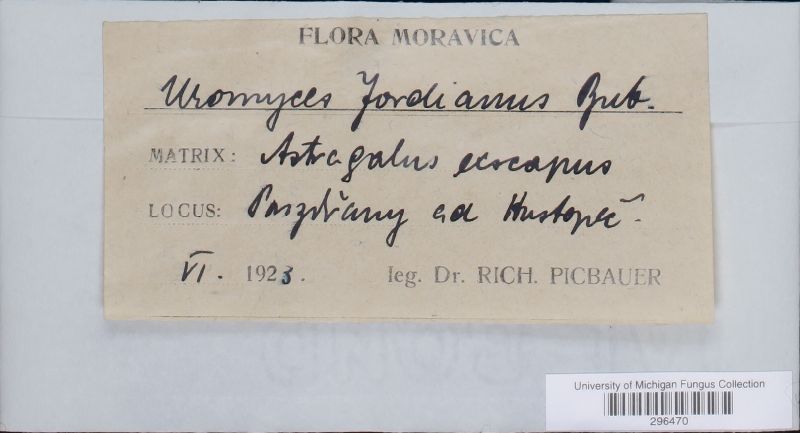 FLORA MORAVICA
Uromyces Jordianus Bub.
MATRIX: Astragalus exscapus
LOCUS: Paszdřany ad Hustopeč.
VI. 1923. leg. Dr. RICH. PICBAUER
University of Michigan Fungus Collection
296470